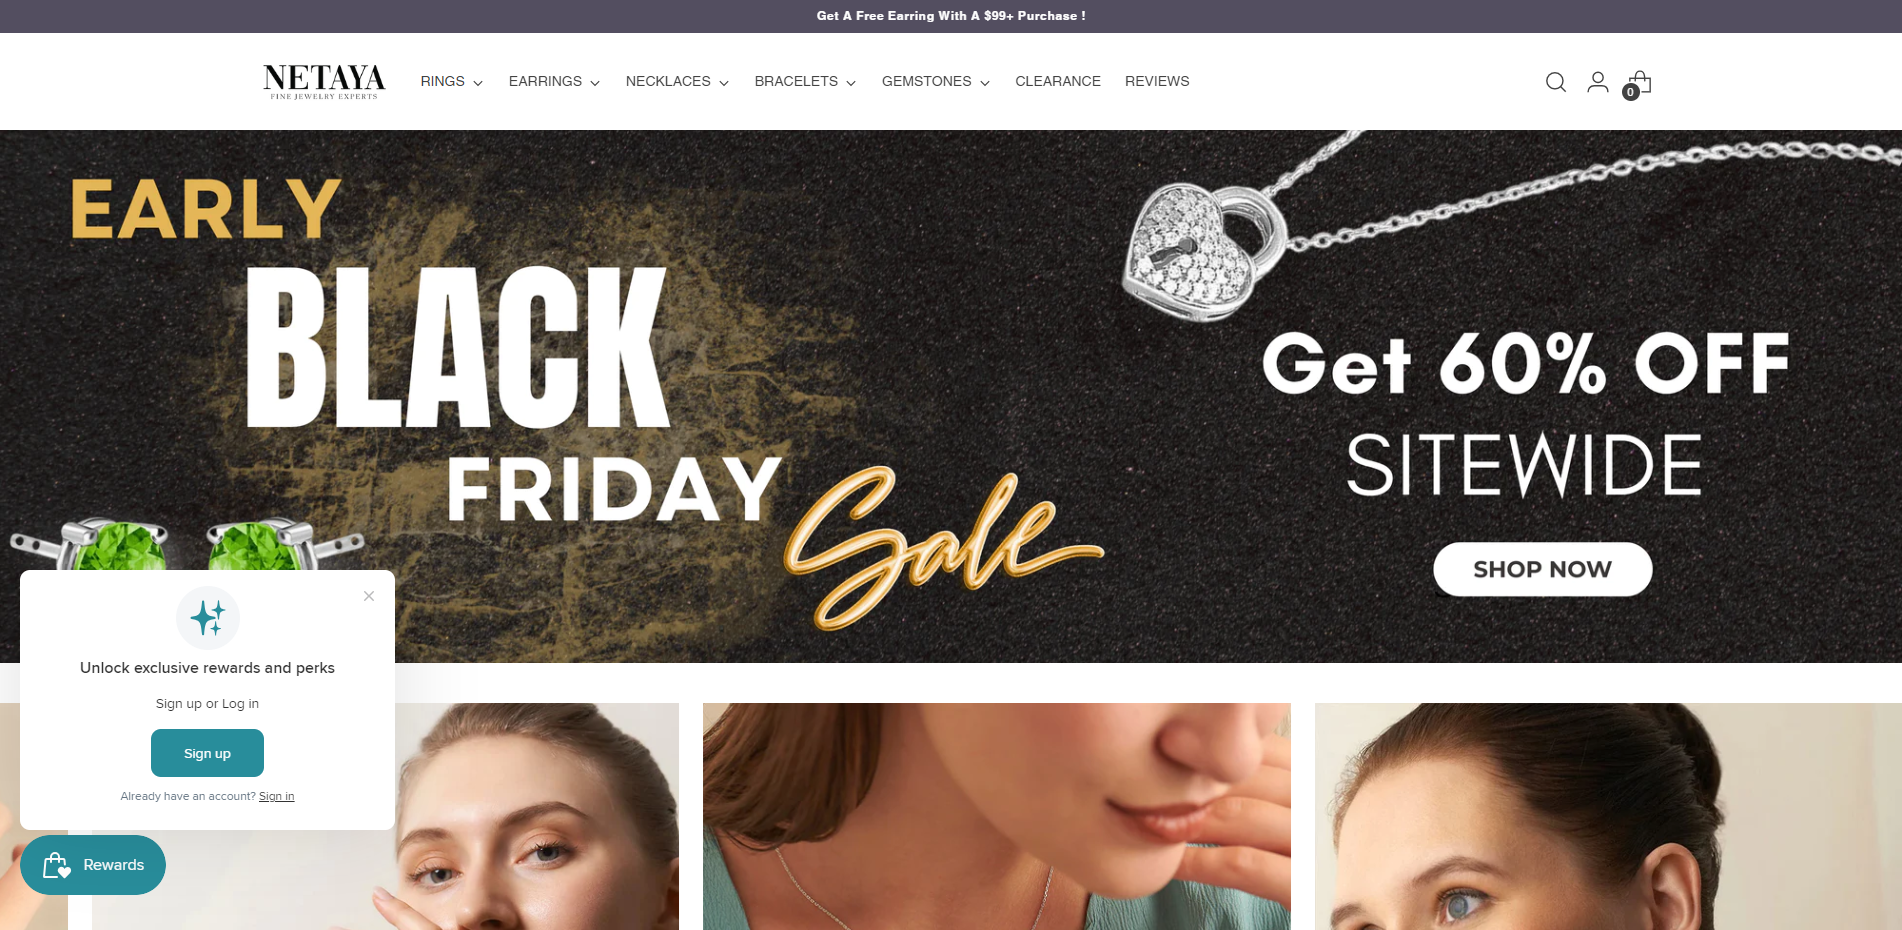 Get A Free Earring With A $99+ Purchase !
NETAYA
FINE JEWELRY EXPERTS
RINGS
EARRINGS
NECKLACES
BRACELETS
GEMSTONES
CLEARANCE
REVIEWS
0
EARLY
BLACK
FRIDAY
Sale
Get 60% OFF
SITEWIDE
SHOP NOW
Unlock exclusive rewards and perks
Sign up or Log in
Sign up
Already have an account? Sign in
Rewards